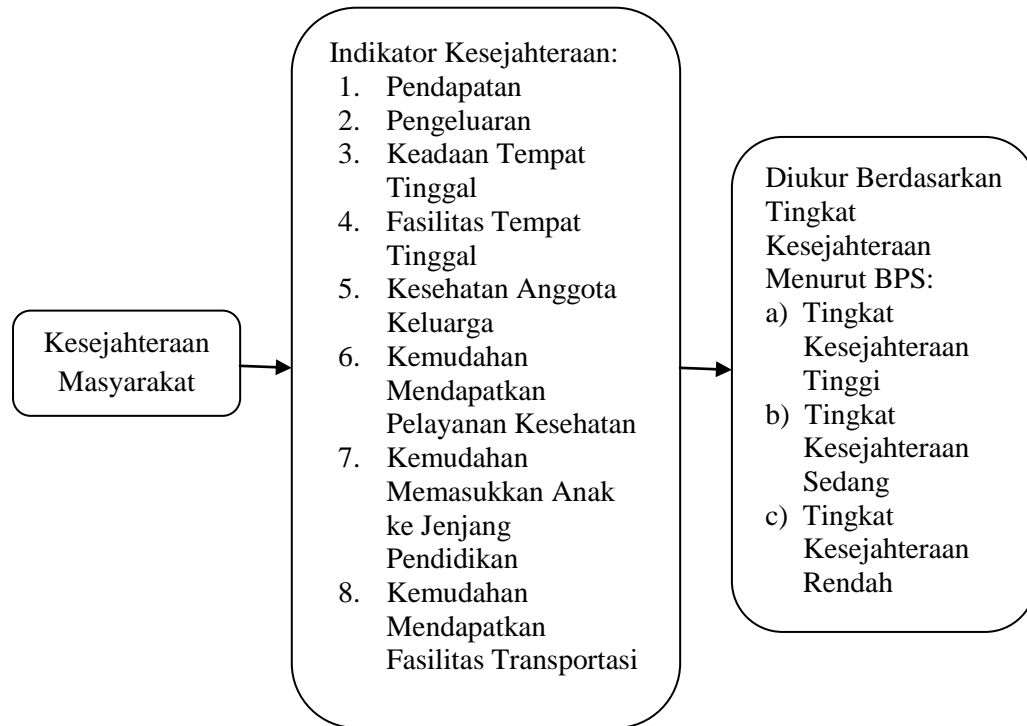 Kesejahteraan
Masyarakat
Indikator Kesejahteraan:
1. Pendapatan
2. Pengeluaran
3. Keadaan Tempat
Tinggal
4. Fasilitas Tempat
Tinggal
5. Kesehatan Anggota
Keluarga
6. Kemudahan
Mendapatkan
Pelayanan Kesehatan
7. Kemudahan
Memasukkan Anak
ke Jenjang
Pendidikan
8. Kemudahan
Mendapatkan
Fasilitas Transportasi
Diukur Berdasarkan
Tingkat
Kesejahteraan
Menurut BPS:
a) Tingkat
Kesejahteraan
Tinggi
b) Tingkat
Kesejahteraan
Sedang
c) Tingkat
Kesejahteraan
Rendah